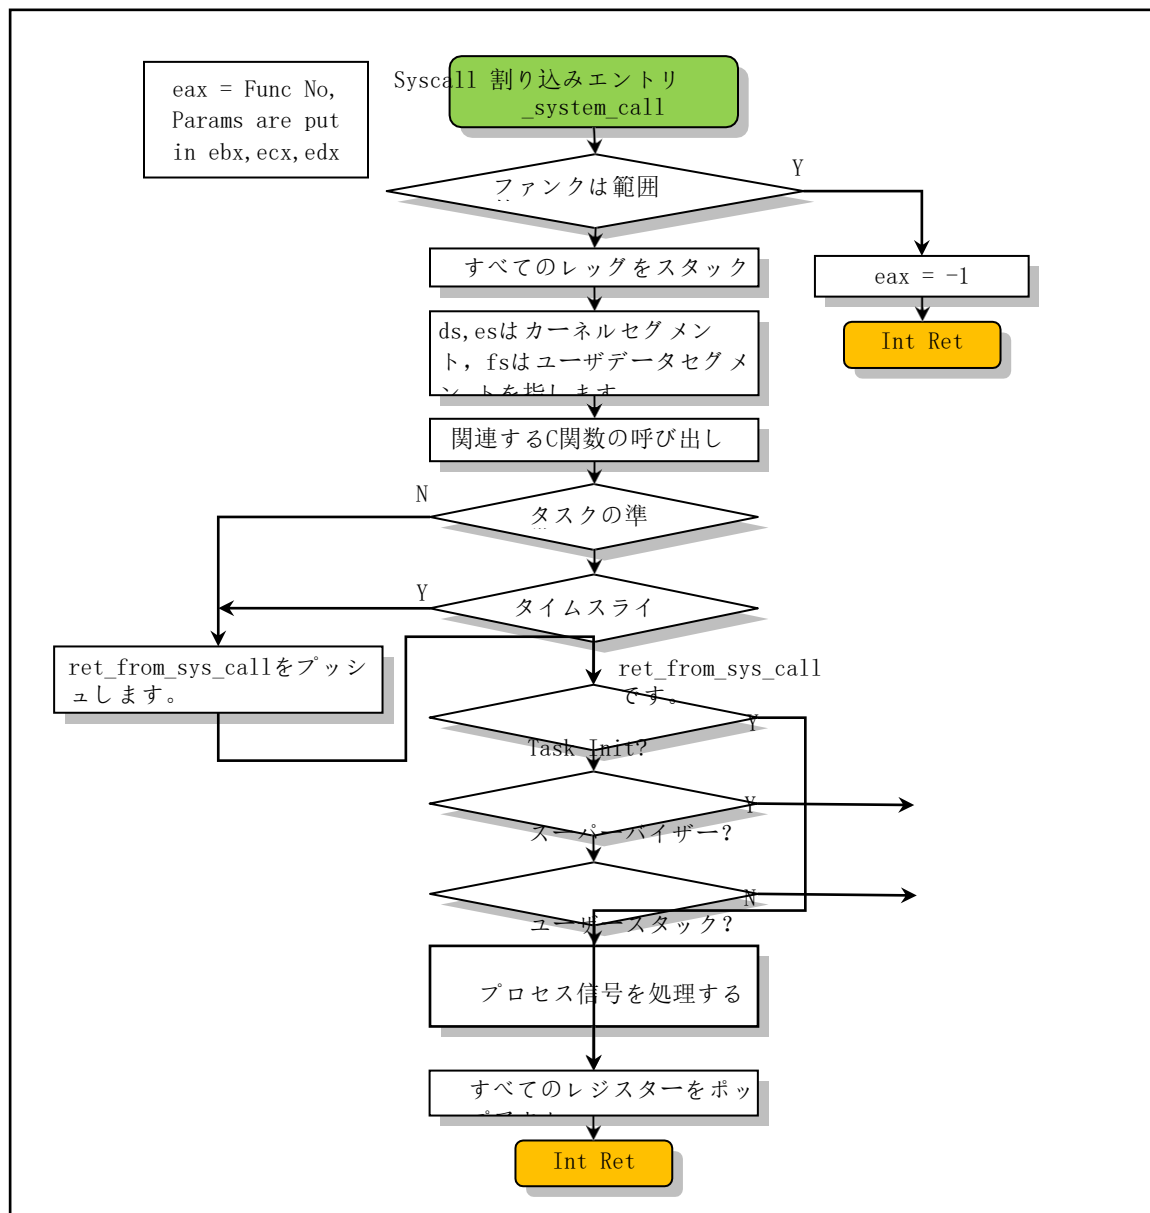 eax = Func No,
Params are put
in ebx,ecx,edx
Syscall 割り込みエントリ
_system_call
ファンクは範囲
Y
すべてのレッグをスタック
eax = -1
ds,esはカーネルセグメン
ト，fsはユーザデータセグメ
ントを指します
Int Ret
関連するC関数の呼び出し
N
タスクの準
Y
タイムスライ
ret_from_sys_callをプッシ
ュします。
ret_from_sys_call
です。
Y
Task Init?
Y
スーパーバイザー?
N
ユーザースタック?
プロセス信号を処理する
すべてのレジスターをポッ
Int Ret